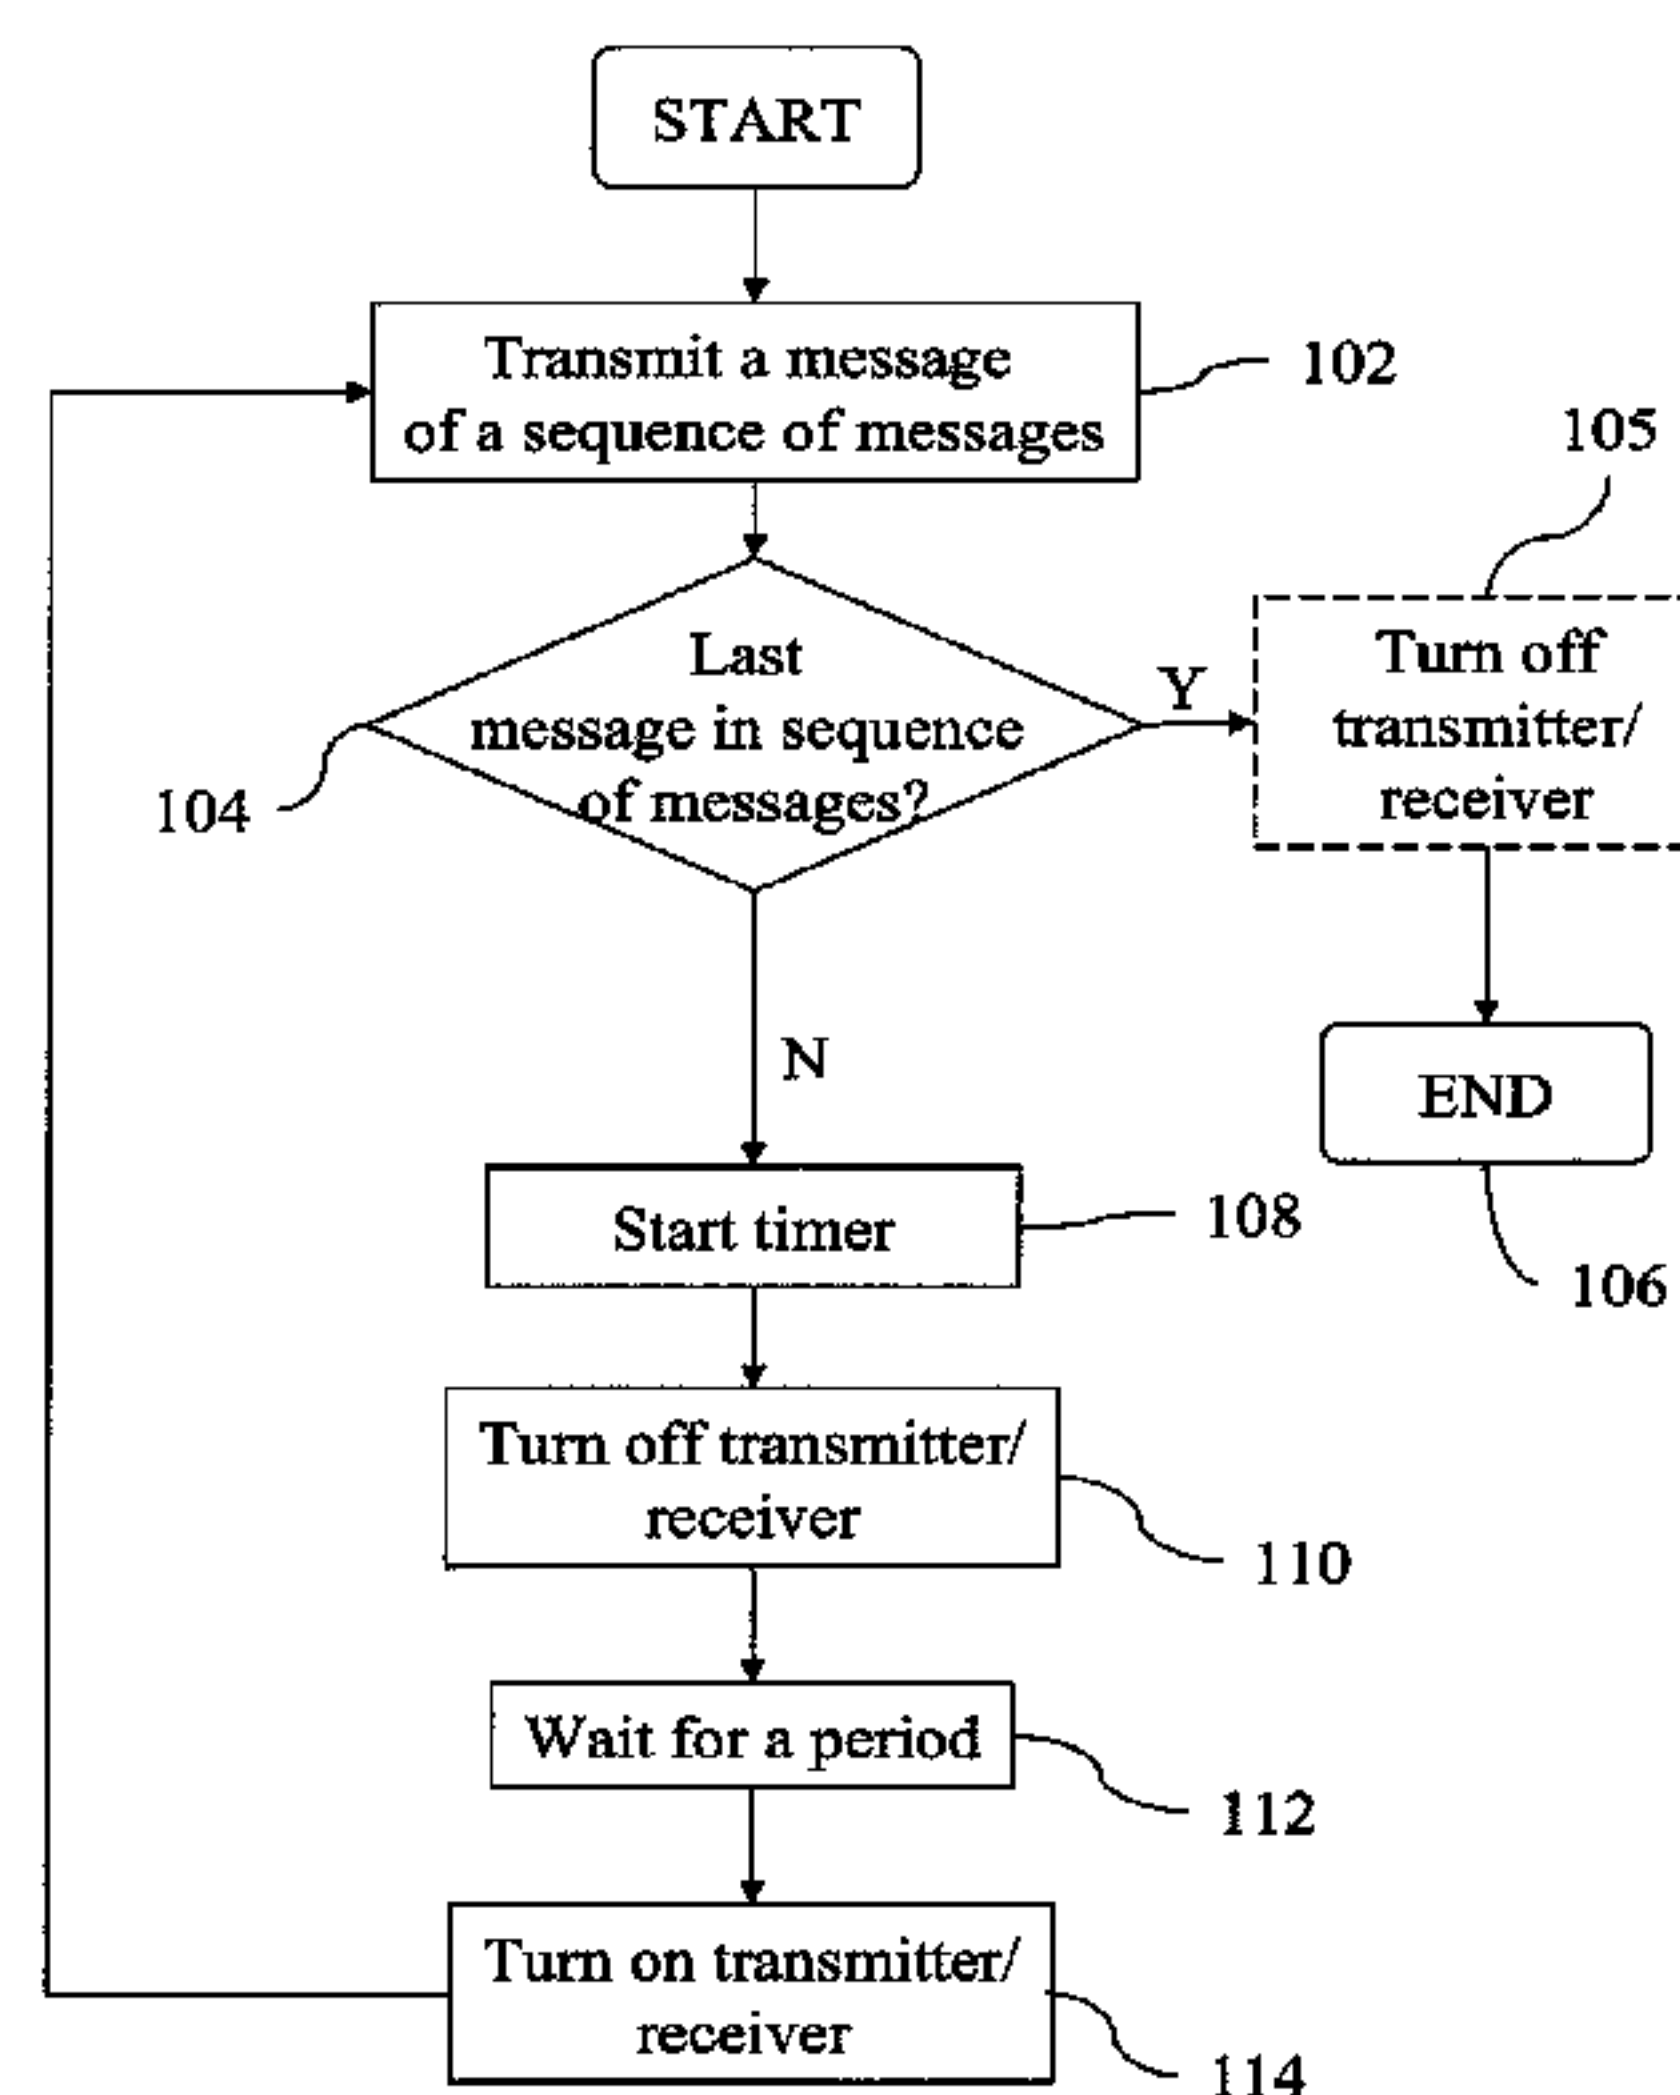 START
Transmit a message
of a sequence of messages
102
105
Last
message in sequence
of messages?
104
Y
Turn off
transmitter/
receiver
N
END
106
Start timer
108
Turn off transmitter/
receiver
110
Wait for a period
112
Turn on transmitter/
receiver
114